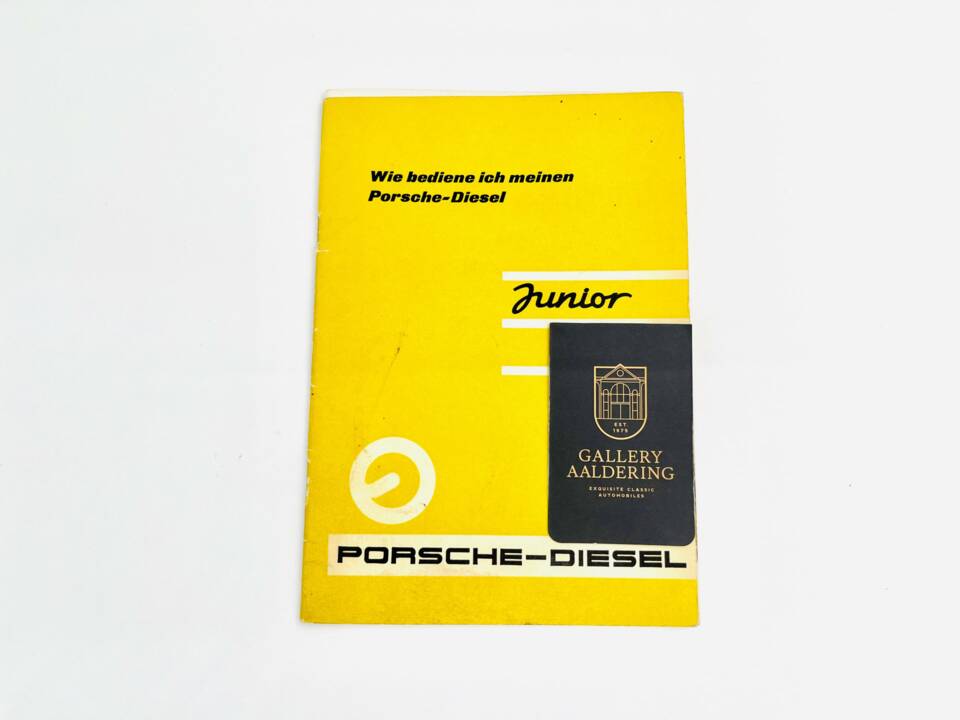 Wie bediene ich meinen
Porsche-Diesel
Junior
EST.
1975
GALLERY
AALDERING
EXQUISITE CLASSIC
AUTOMOBILES
PORSCHE-DIESEL